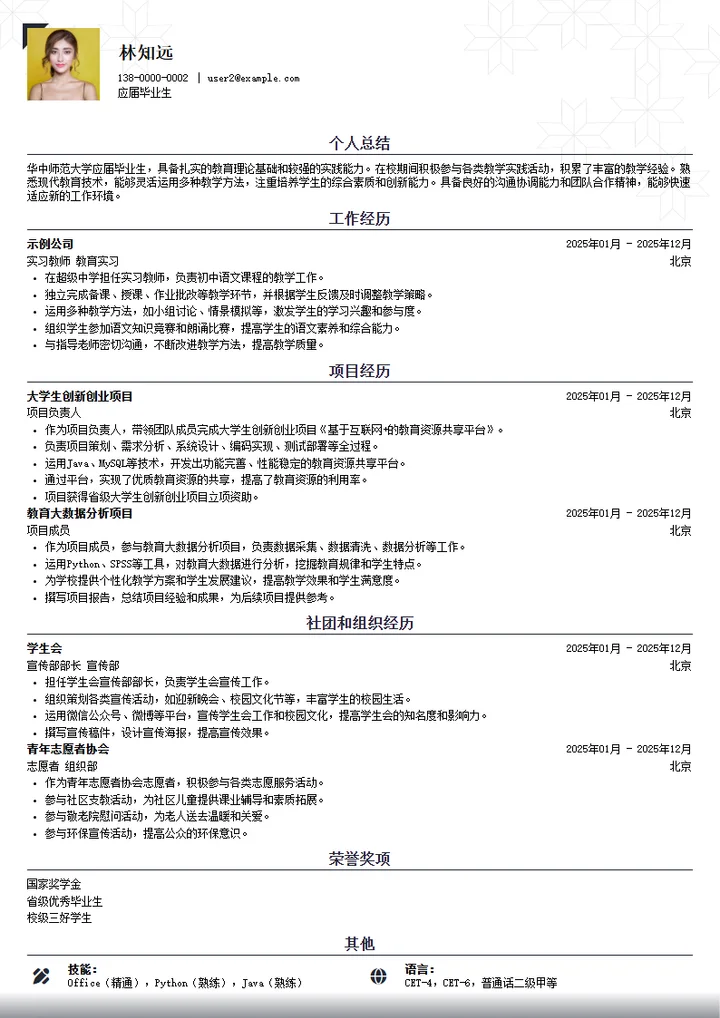 林知远
138-0000-0002 | user2@example.com
应届毕业生
个人总结
华中师范大学应届毕业生，具备扎实的教育理论基础和较强的实践能力。在校期间积极参与各类教学实践活动，积累了丰富的教学经验。熟
悉现代教育技术，能够灵活运用多种教学方法，注重培养学生的综合素质和创新能力。具备良好的沟通协调能力和团队合作精神，能够快速
适应新的工作环境。
工作经历
示例公司 2025年01月 - 2025年12月
实习教师 教育实习 北京
• 在超级中学担任实习教师，负责初中语文课程的教学工作。
• 独立完成备课、授课、作业批改等教学环节，并根据学生反馈及时调整教学策略。
• 运用多种教学方法，如小组讨论、情景模拟等，激发学生的学习兴趣和参与度。
• 组织学生参加语文知识竞赛和朗诵比赛，提高学生的语文素养和综合能力。
• 与指导老师密切沟通，不断改进教学方法，提高教学质量。
项目经历
大学生创新创业项目 2025年01月 - 2025年12月
项目负责人 北京
• 作为项目负责人，带领团队成员完成大学生创新创业项目《基于互联网+的教育资源共享平台》。
• 负责项目策划、需求分析、系统设计、编码实现、测试部署等全过程。
• 运用Java、MySQL等技术，开发出功能完善、性能稳定的教育资源共享平台。
• 通过平台，实现了优质教育资源的共享，提高了教育资源的利用率。
• 项目获得省级大学生创新创业项目立项资助。
教育大数据分析项目 2025年01月 - 2025年12月
项目成员 北京
• 作为项目成员，参与教育大数据分析项目，负责数据采集、数据清洗、数据分析等工作。
• 运用Python、SPSS等工具，对教育大数据进行分析，挖掘教育规律和学生特点。
• 为学校提供个性化教学方案和学生发展建议，提高教学效果和学生满意度。
• 撰写项目报告，总结项目经验和成果，为后续项目提供参考。
社团和组织经历
学生会 2025年01月 - 2025年12月
宣传部部长 宣传部 北京
• 担任学生会宣传部部长，负责学生会宣传工作。
• 组织策划各类宣传活动，如迎新晚会、校园文化节等，丰富学生的校园生活。
• 运用微信公众号、微博等平台，宣传学生会工作和校园文化，提高学生会的知名度和影响力。
• 撰写宣传稿件，设计宣传海报，提高宣传效果。
青年志愿者协会 2025年01月 - 2025年12月
志愿者 组织部 北京
• 作为青年志愿者协会志愿者，积极参与各类志愿服务活动。
• 参与社区支教活动，为社区儿童提供课业辅导和素质拓展。
• 参与敬老院慰问活动，为老人送去温暖和关爱。
• 参与环保宣传活动，提高公众的环保意识。
荣誉奖项
国家奖学金
省级优秀毕业生
校级三好学生
其他
技能： 语言：
Office（精通），Python（熟练），Java（熟练） CET-4，CET-6，普通话二级甲等